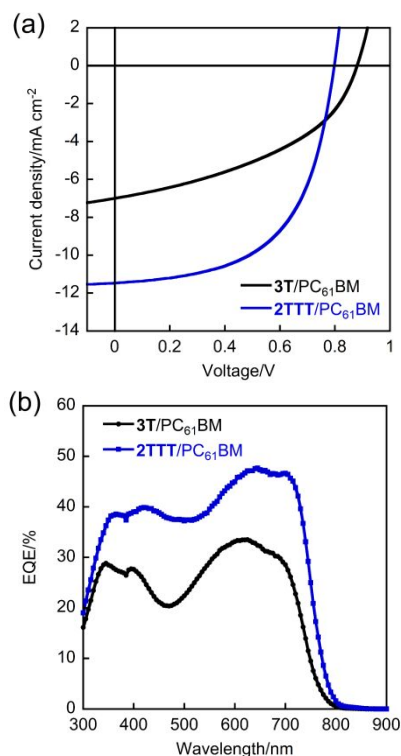 (a)
2
0
-2
-4
-6
-8
-10
-12
-14
Current density/mA cm⁻²
3T/PC₆₁BM
2TTT/PC₆₁BM
0 0.2 0.4 0.6 0.8 1
Voltage/V
(b)
60
50
40
30
20
10
0
EQE/%
3T/PC₆₁BM
2TTT/PC₆₁BM
300 400 500 600 700 800 900
Wavelength/nm